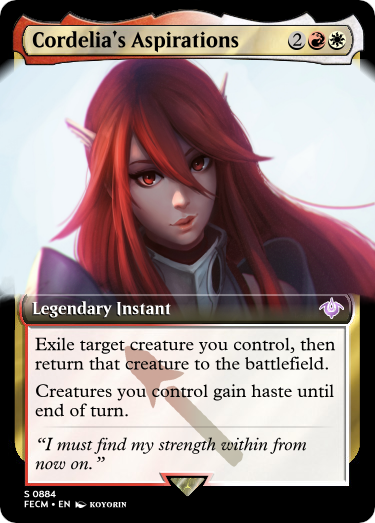 Cordelia's Aspirations 2
Legendary Instant
Exile target creature you control, then
return that creature to the battlefield.
Creatures you control gain haste until
end of turn.
“I must find my strength within from
now on.”
S 0884
FECM • EN KOYORIN